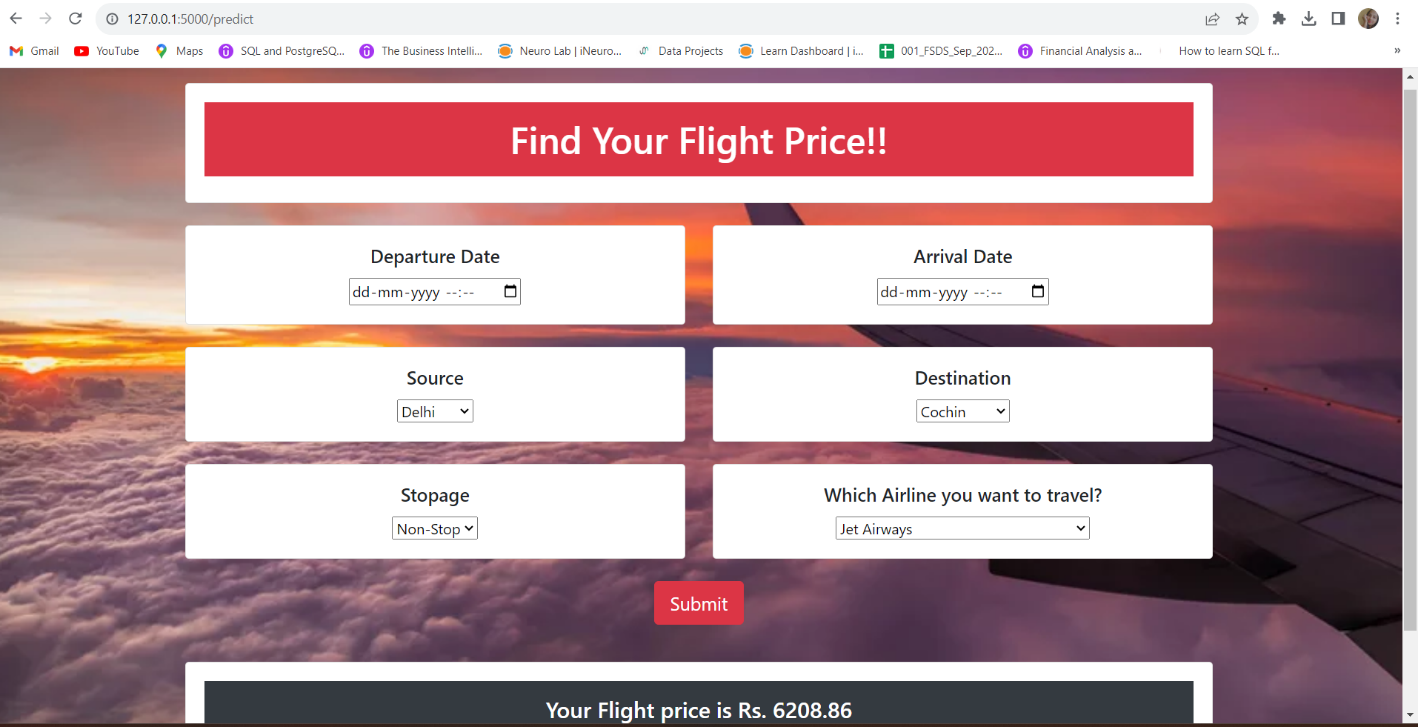 127.0.0.1:5000/predict
Gmail
YouTube
Maps
SQL and PostgreSQ...
The Business Intelli...
Neuro Lab | iNeuro...
Data Projects
Learn Dashboard | i...
001_FSDS_Sep_202...
Financial Analysis a...
How to learn SQL f...
»
Find Your Flight Price!!
Departure Date
dd-mm-yyyy --:--
Arrival Date
dd-mm-yyyy --:--
Source
Delhi
Destination
Cochin
Stopage
Non-Stop
Which Airline you want to travel?
Jet Airways
Submit
Your Flight price is Rs. 6208.86